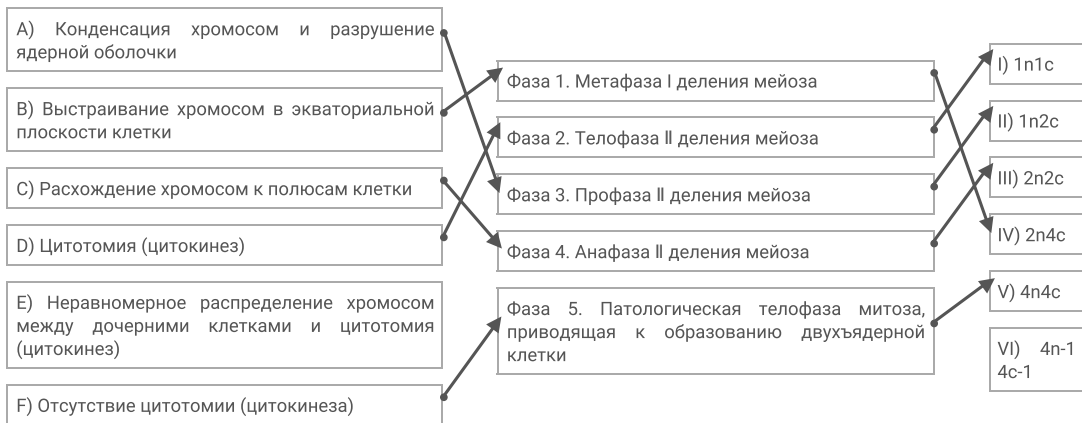 A) Конденсация хромосом и разрушение
ядерной оболочки
B) Выстраивание хромосом в экваториальной
плоскости клетки
C) Расхождение хромосом к полюсам клетки
D) Цитотомия (цитокинез)
E) Неравномерное распределение хромосом
между дочерними клетками и цитотомия
(цитокинез)
F) Отсутствие цитотомии (цитокинеза)
Фаза 1. Метафаза I деления мейоза
Фаза 2. Телофаза II деления мейоза
Фаза 3. Профаза II деления мейоза
Фаза 4. Анафаза II деления мейоза
Фаза 5. Патологическая телофаза митоза,
приводящая к образованию двухъядерной
клетки
I) 1n1c
II) 1n2c
III) 2n2c
IV) 2n4c
V) 4n4c
VI) 4n-1
4c-1